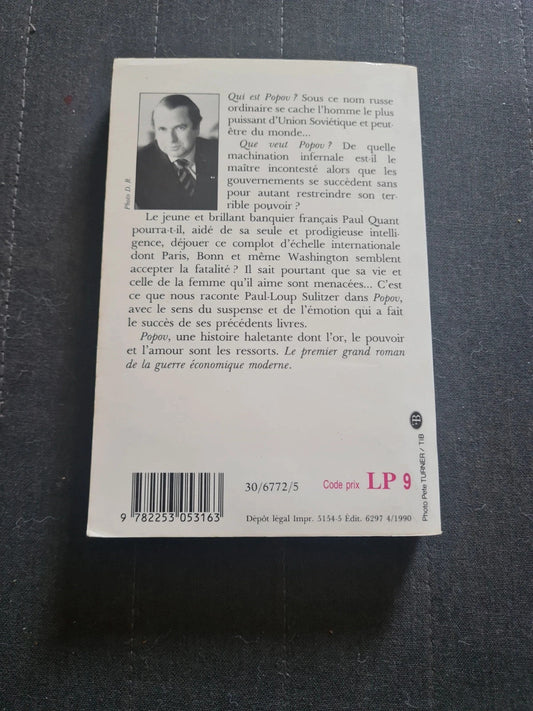 Qui est Popov ? Sous ce nom russe
ordinaire se cache l'homme le plus
puissant d'Union Soviétique et peut-
être du monde...
Que veut Popov ? De quelle
machination infernale est-il le
maître incontesté alors que les
gouvernements se succèdent sans
pour autant restreindre son ter-
rible pouvoir ?
Photo D. R.
Le jeune et brillant banquier français Paul Quant
pourra-t-il, aidé de sa seule et prodigieuse intelli-
gence, déjouer ce complot d'échelle internationale
dont Paris, Bonn et même Washington semblent
accepter la fatalité ? Il sait pourtant que sa vie et
celle de la femme qu'il aime sont menacées... C'est
ce que nous raconte Paul-Loup Sulitzer dans Popov,
avec le sens du suspense et de l'émotion qui a fait
le succès de ses précédents livres.
Popov, une histoire haletante dont l'or, le pouvoir
et l'amour sont les ressorts. Le premier grand roman
de la guerre économique moderne.
B
Photo Pete TURNER / TIB
30/6772/5
Code prix LP 9
9 782253 053163
Dépôt légal Impr. 5154-5 Édit. 6297 4/1990